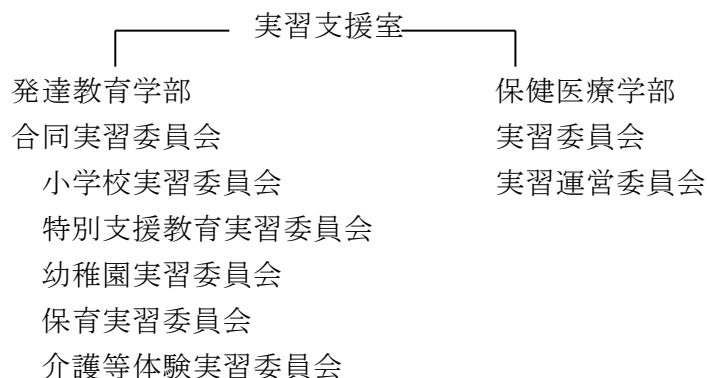 実習支援室
発達教育学部
合同実習委員会
小学校実習委員会
特別支援教育実習委員会
幼稚園実習委員会
保育実習委員会
介護等体験実習委員会
保健医療学部
実習委員会
実習運営委員会